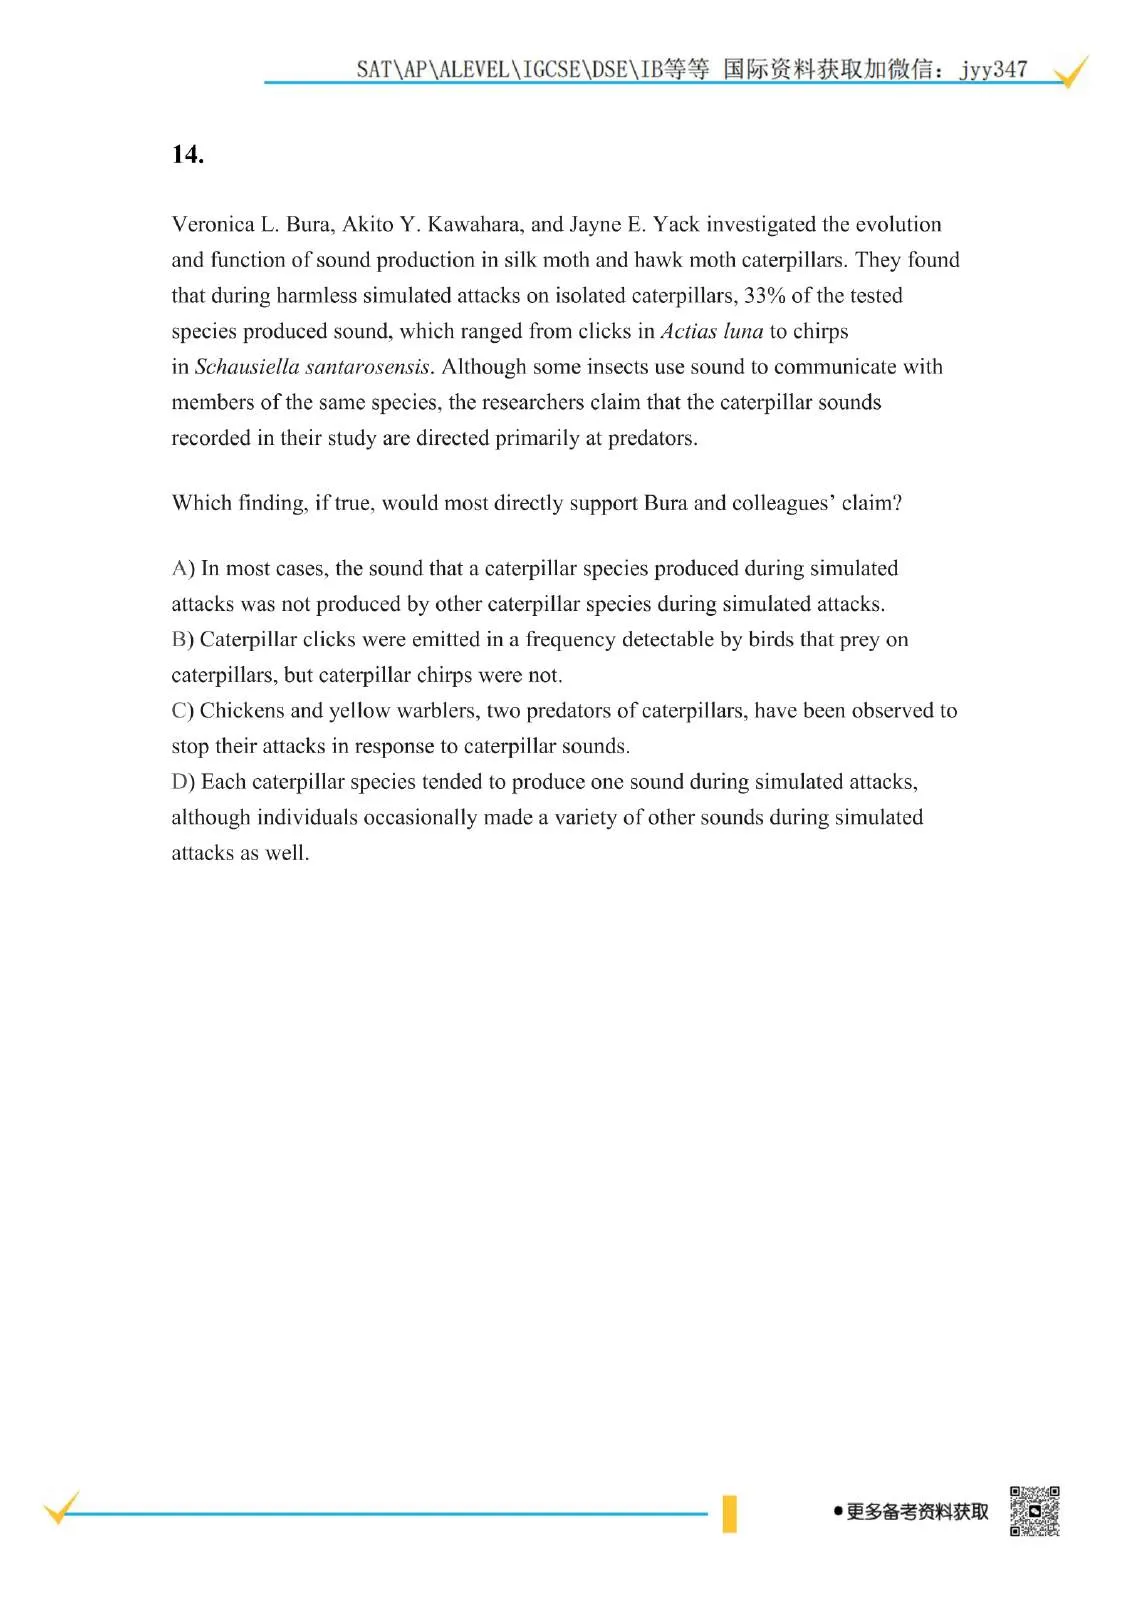 SAT\AP\ALEVEL\IGCSE\DSE\IB等等 国际资料获取加微信：jyy347
14.
Veronica L. Bura, Akito Y. Kawahara, and Jayne E. Yack investigated the evolution
and function of sound production in silk moth and hawk moth caterpillars. They found
that during harmless simulated attacks on isolated caterpillars, 33% of the tested
species produced sound, which ranged from clicks in Actias luna to chirps
in Schausiella santarosensis. Although some insects use sound to communicate with
members of the same species, the researchers claim that the caterpillar sounds
recorded in their study are directed primarily at predators.
Which finding, if true, would most directly support Bura and colleagues’ claim?
A) In most cases, the sound that a caterpillar species produced during simulated
attacks was not produced by other caterpillar species during simulated attacks.
B) Caterpillar clicks were emitted in a frequency detectable by birds that prey on
caterpillars, but caterpillar chirps were not.
C) Chickens and yellow warblers, two predators of caterpillars, have been observed to
stop their attacks in response to caterpillar sounds.
D) Each caterpillar species tended to produce one sound during simulated attacks,
although individuals occasionally made a variety of other sounds during simulated
attacks as well.
•更多备考资料获取